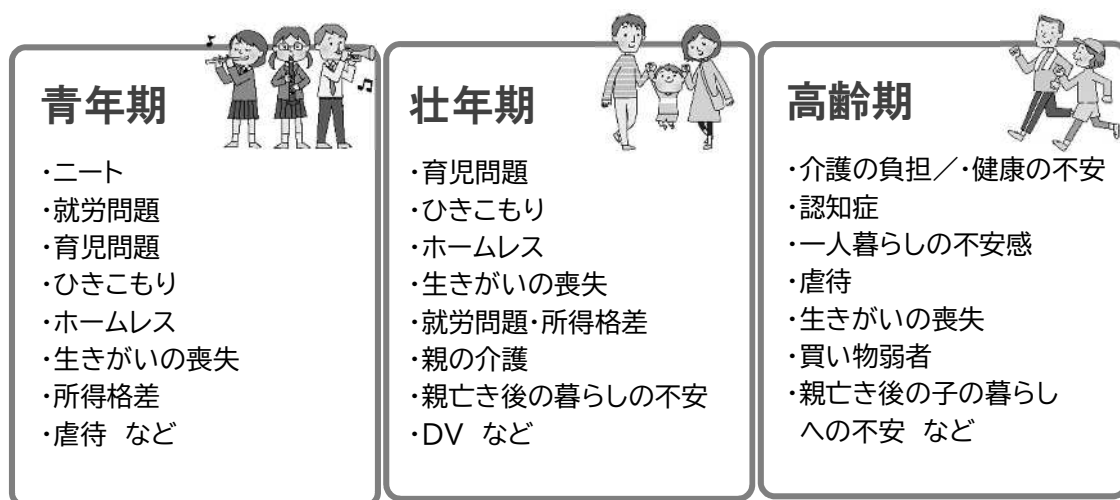 青年期
・ニート
・就労問題
・育児問題
・ひきこもり
・ホームレス
・生きがいの喪失
・所得格差
・虐待 など
壮年期
・育児問題
・ひきこもり
・ホームレス
・生きがいの喪失
・就労問題・所得格差
・親の介護
・親亡き後の暮らしの不安
・DV など
高齢期
・介護の負担／・健康の不安
・認知症
・一人暮らしの不安感
・虐待
・生きがいの喪失
・買い物弱者
・親亡き後の子の暮らし
への不安 など